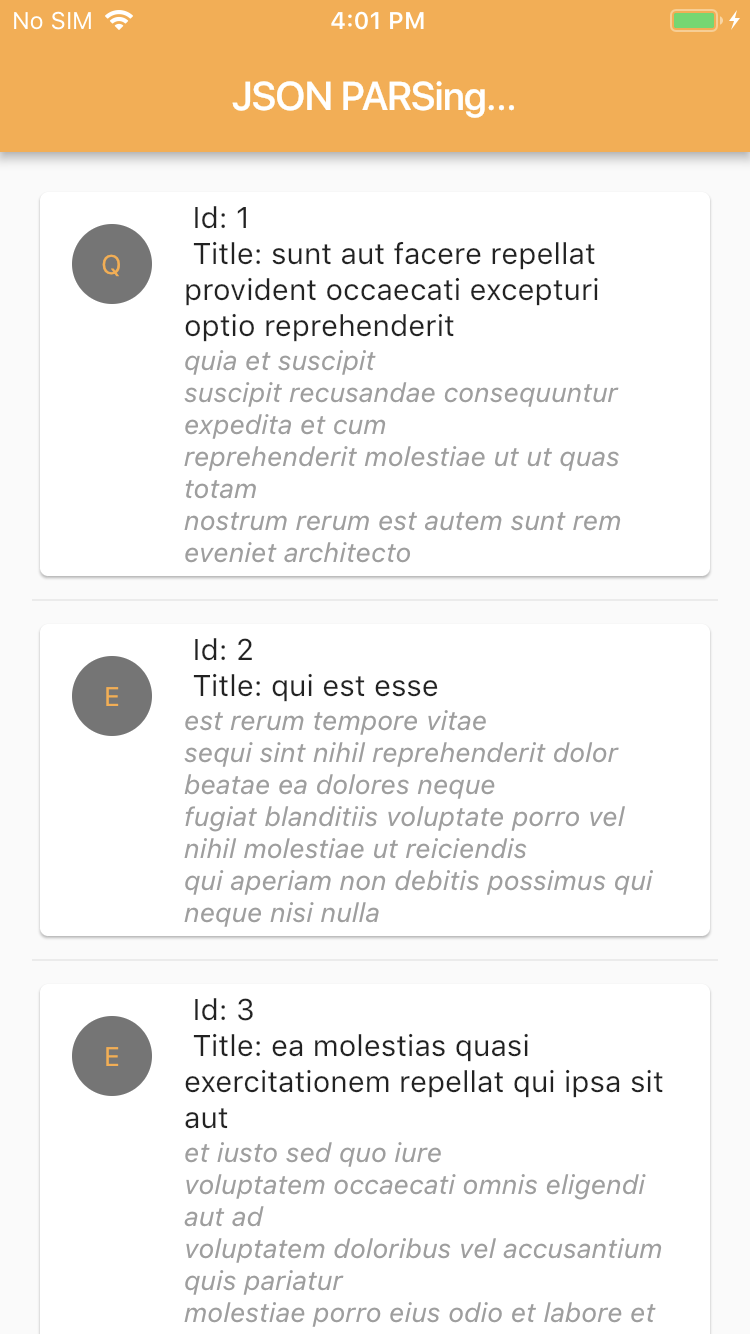 No SIM 4:01 PM
JSON PARSing...
Id: 1
Q
Title: sunt aut facere repellat
provident occaecati excepturi
optio reprehenderit
quia et suscipit
suscipit recusandae consequuntur
expedita et cum
reprehenderit molestiae ut ut quas
totam
nostrum rerum est autem sunt rem
eveniet architecto
Id: 2
E
Title: qui est esse
est rerum tempore vitae
sequi sint nihil reprehenderit dolor
beatae ea dolores neque
fugiat blanditiis voluptate porro vel
nihil molestiae ut reiciendis
qui aperiam non debitis possimus qui
neque nisi nulla
Id: 3
E
Title: ea molestias quasi
exercitationem repellat qui ipsa sit
aut
et iusto sed quo iure
voluptatem occaecati omnis eligendi
aut ad
voluptatem doloribus vel accusantium
quis pariatur
molestiae porro eius odio et labore et